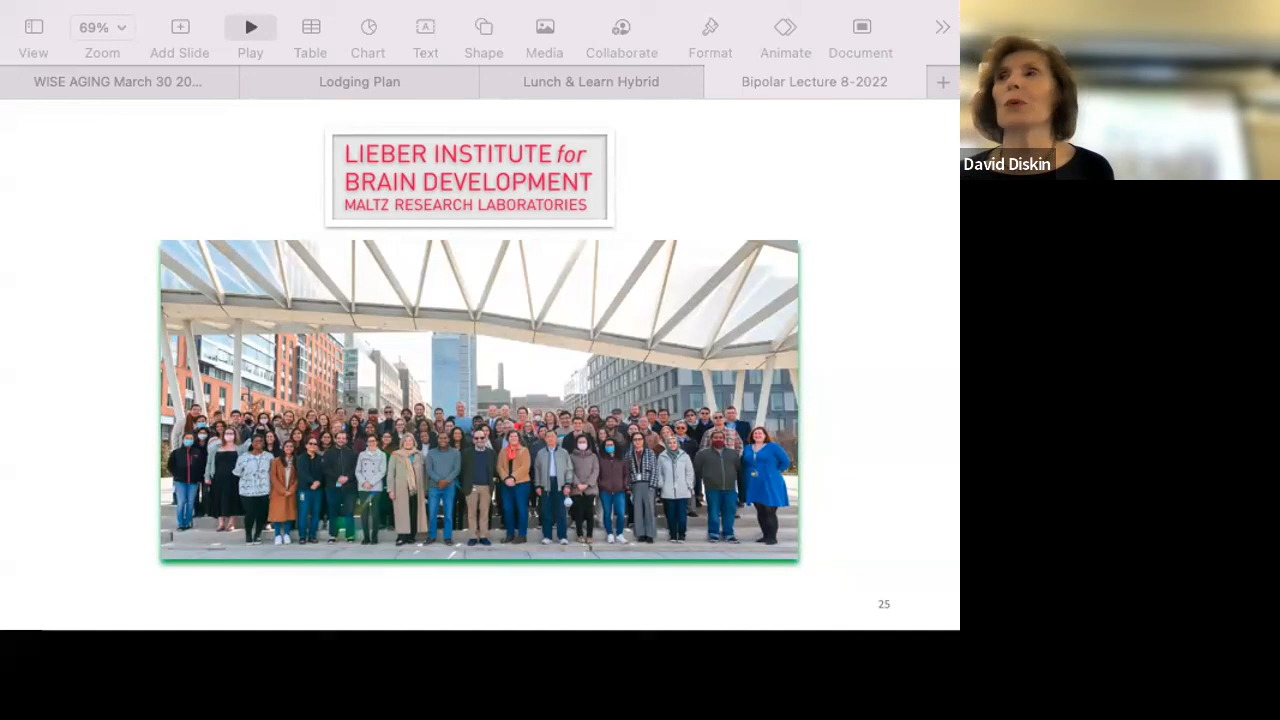 69%
View
Zoom
Add Slide
Play
Table
Chart
Text
Shape
Media
Collaborate
Format
Animate
Document
WISE AGING March 30 20...
Lodging Plan
Lunch & Learn Hybrid
Bipolar Lecture 8-2022
David Diskin
LIEBER INSTITUTE for
BRAIN DEVELOPMENT
MALTZ RESEARCH LABORATORIES
25